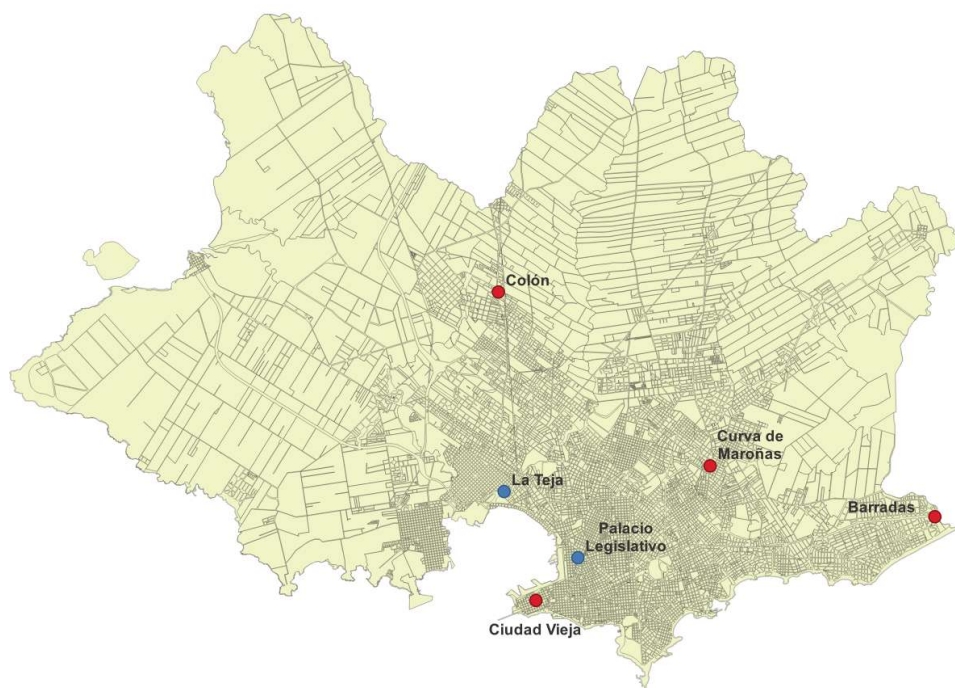 Colón
Curva de
Maroñas
La Teja
Barradas
Palacio
Legislativo
Ciudad Vieja